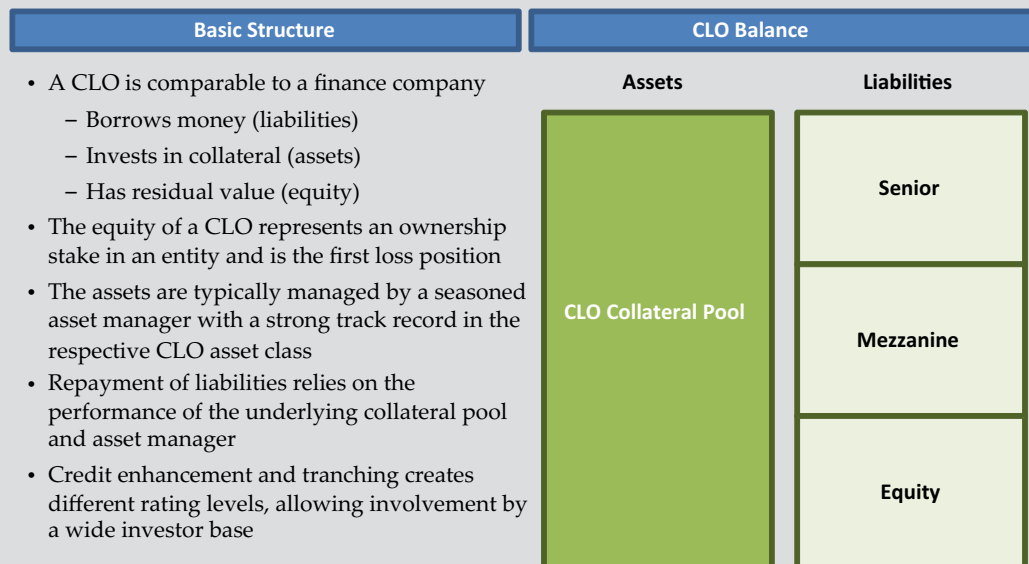 Basic Structure
• A CLO is comparable to a finance company
– Borrows money (liabilities)
– Invests in collateral (assets)
– Has residual value (equity)
• The equity of a CLO represents an ownership
stake in an entity and is the first loss position
• The assets are typically managed by a seasoned
asset manager with a strong track record in the
respective CLO asset class
• Repayment of liabilities relies on the
performance of the underlying collateral pool
and asset manager
• Credit enhancement and tranching creates
different rating levels, allowing involvement by
a wide investor base
CLO Balance
Assets
Liabilities
CLO Collateral Pool
Senior
Mezzanine
Equity